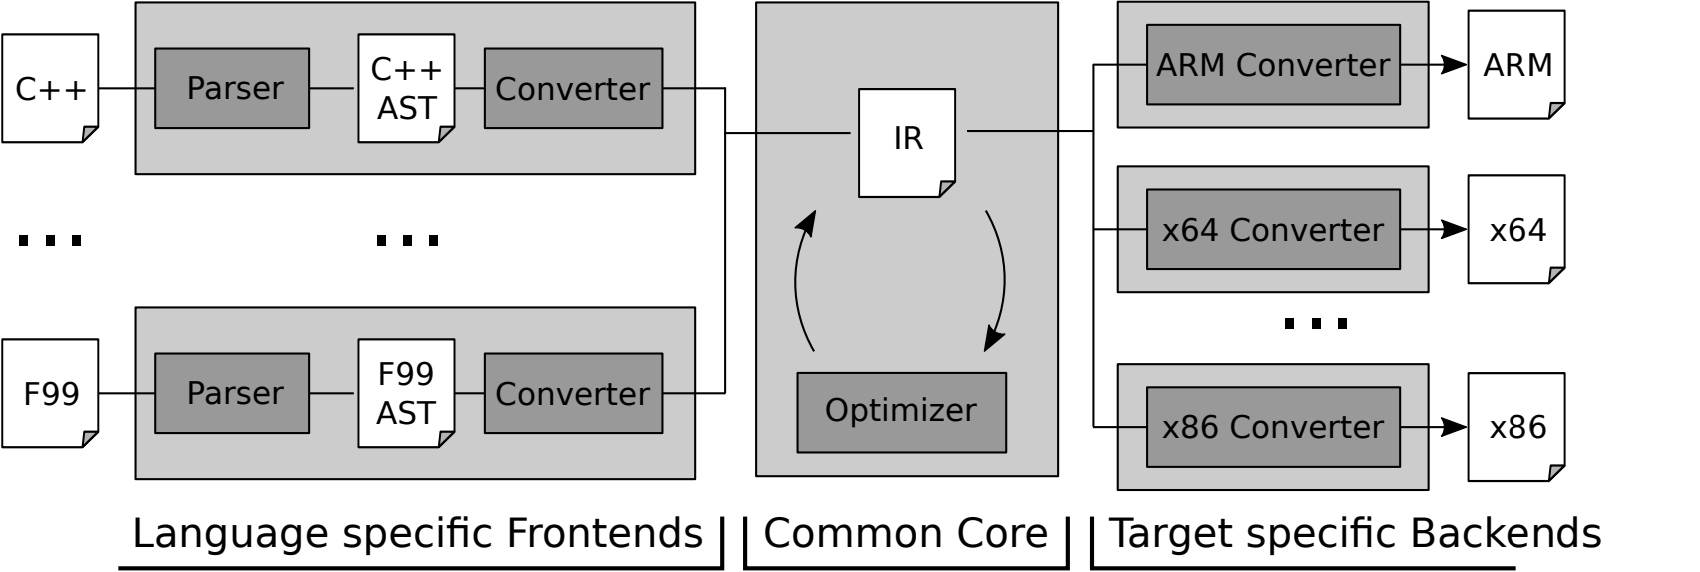 C++
Parser
C++
AST
Converter
F99
Parser
F99
AST
Converter
IR
Optimizer
ARM Converter
ARM
x64 Converter
x64
x86 Converter
x86
Language specific Frontends
Common Core
Target specific Backends